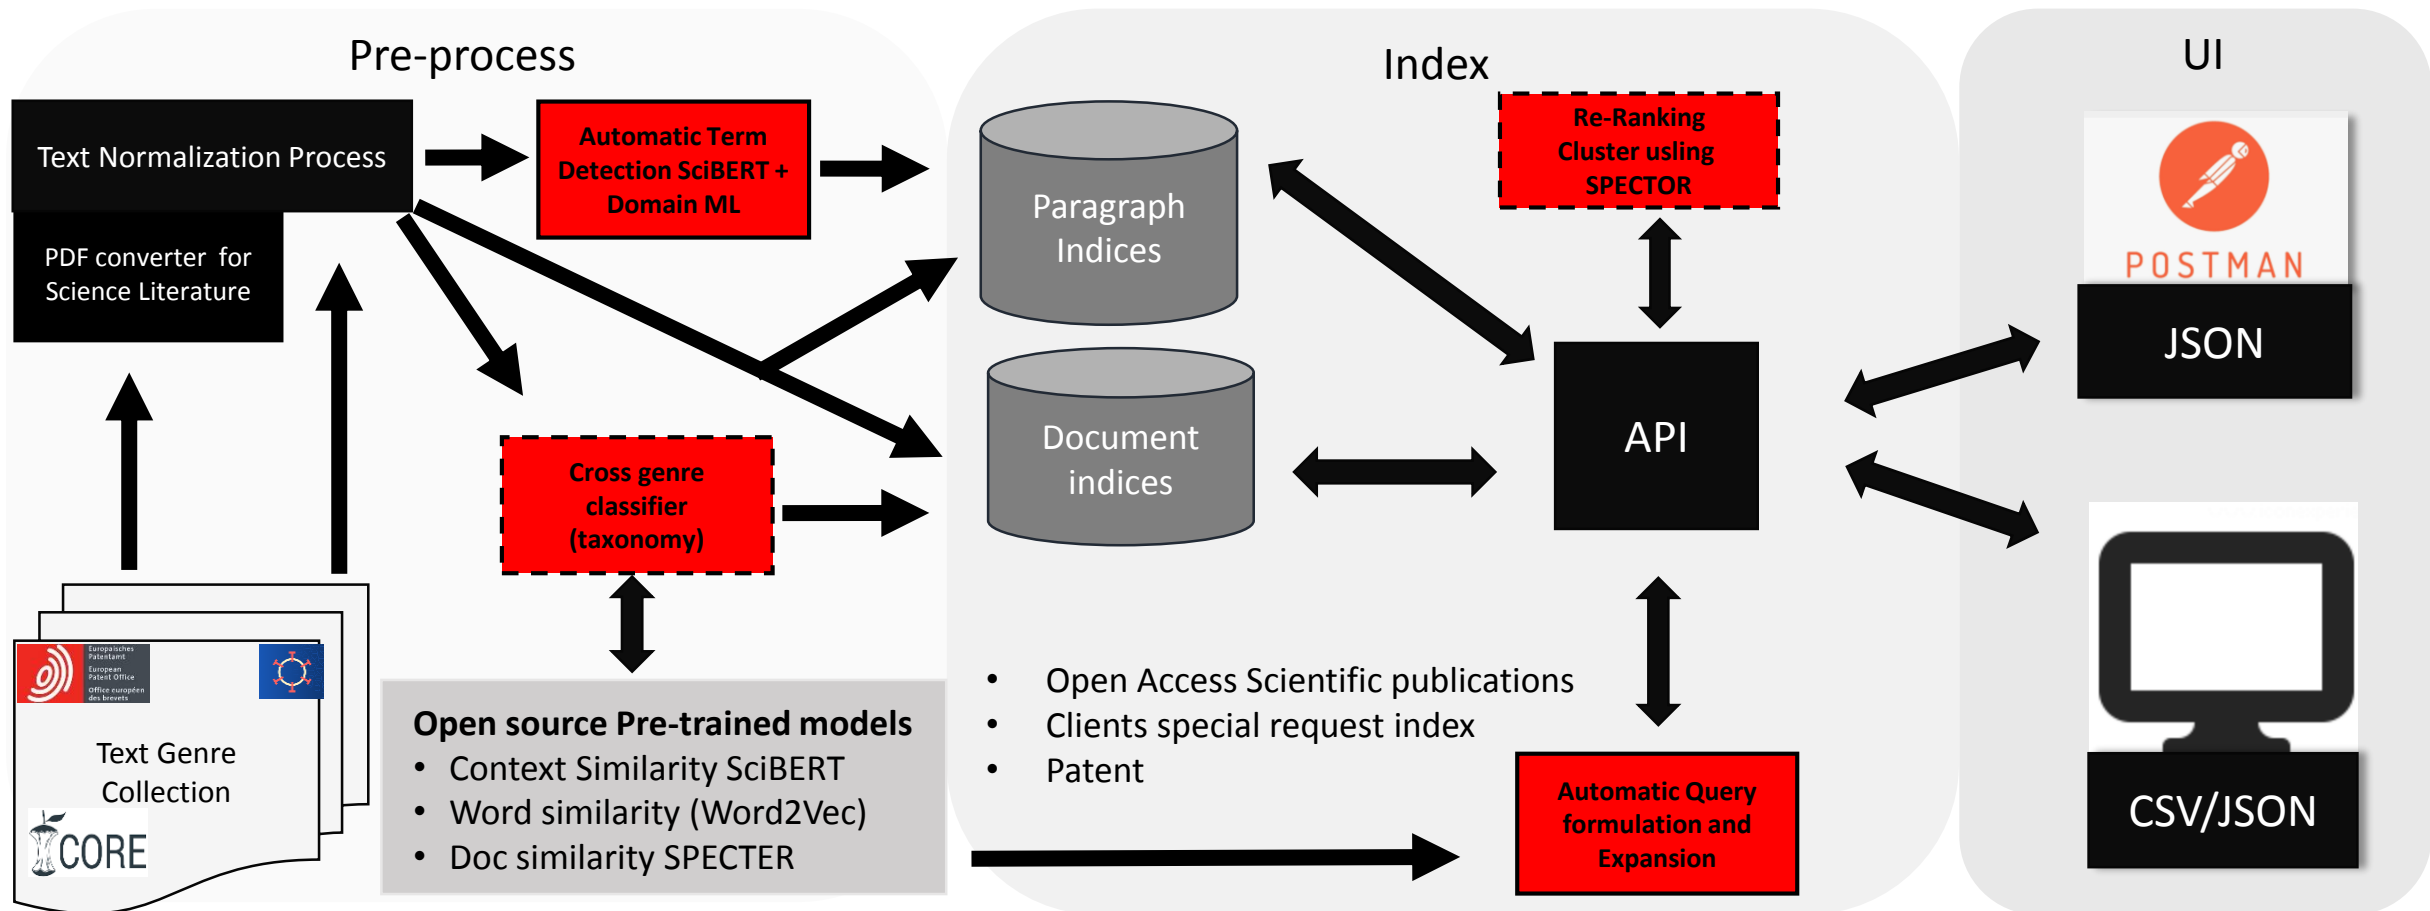 Pre-process
Text Normalization Process
PDF converter for
Science Literature
Automatic Term
Detection SciBERT +
Domain ML
Cross genre
classifier
(taxonomy)
Europäisches
Patentamt
European
Patent Office
Office européen
des brevets
Text Genre
Collection
CORE
Open source Pre-trained models
• Context Similarity SciBERT
• Word similarity (Word2Vec)
• Doc similarity SPECTER
Index
Paragraph
Indices
Document
indices
Re-Ranking
Cluster usling
SPECTOR
API
• Open Access Scientific publications
• Clients special request index
• Patent
Automatic Query
formulation and
Expansion
UI
POSTMAN
JSON
CSV/JSON